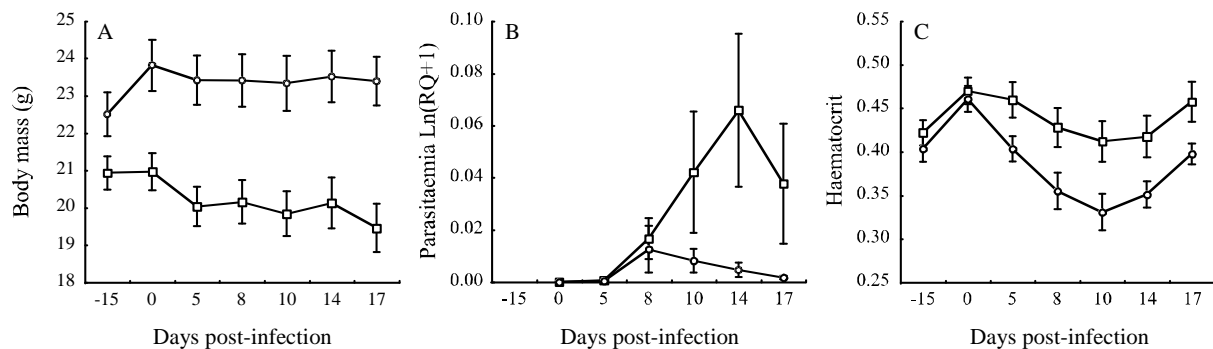 A
Body mass (g)
25
24
23
22
21
20
19
18
-15 0 5 8 10 14 17
Days post-infection
B
Parasitaemia Ln(RQ+1)
0.10
0.08
0.06
0.04
0.02
0.00
-15 0 5 8 10 14 17
Days post-infection
C
Haematocrit
0.55
0.50
0.45
0.40
0.35
0.30
0.25
-15 0 5 8 10 14 17
Days post-infection